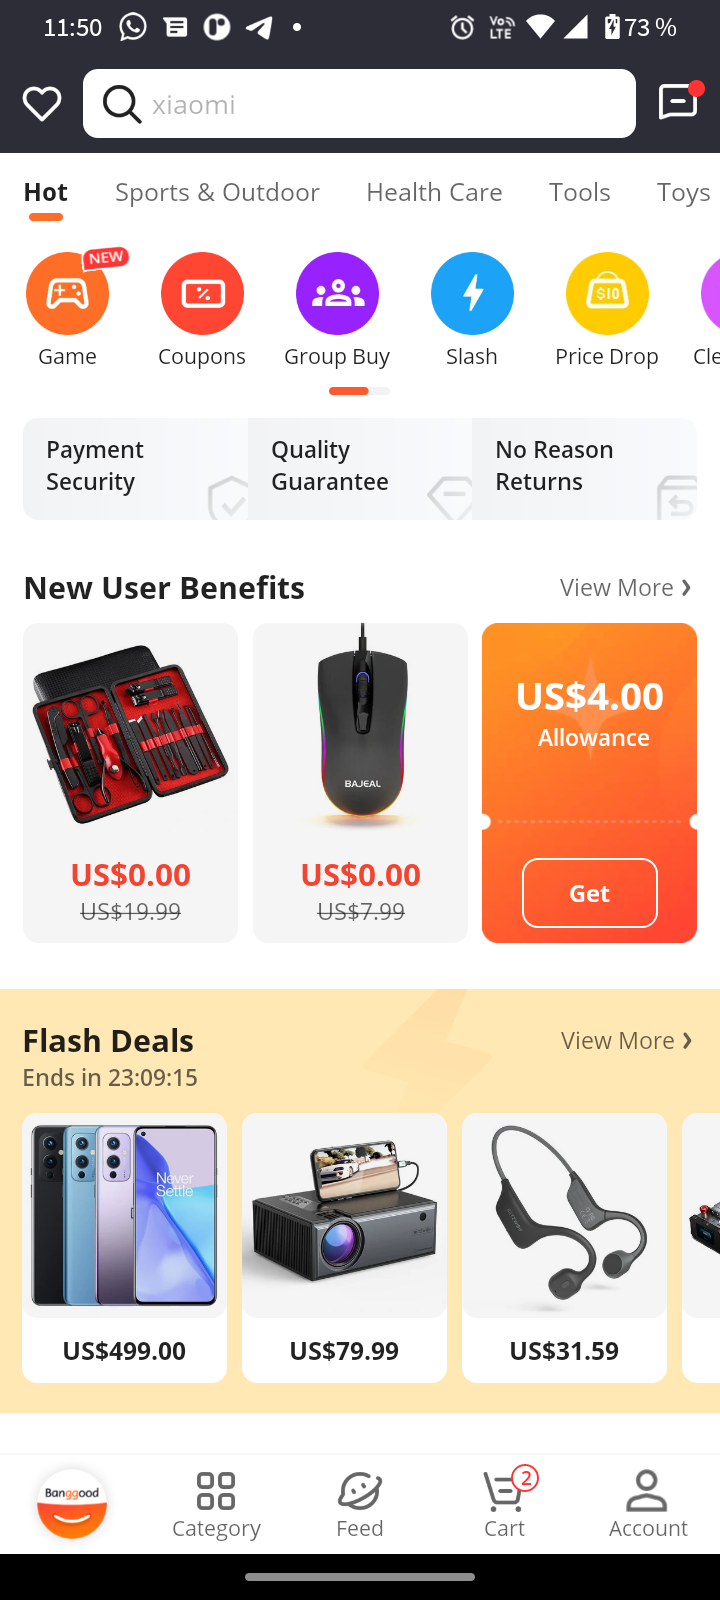 11:50
Vo)) LTE
73 %
xiaomi
Hot
Sports & Outdoor
Health Care
Tools
Toys
NEW
$10
Game
Coupons
Group Buy
Slash
Price Drop
Cle
Payment
Security
Quality
Guarantee
No Reason
Returns
New User Benefits
View More
BAJEAL
US$0.00
US$19.99
US$0.00
US$7.99
US$4.00
Allowance
Get
Flash Deals
View More
Ends in 23:09:15
Never
Settle
US$499.00
US$79.99
US$31.59
Banggood
Category
Feed
2
Cart
Account